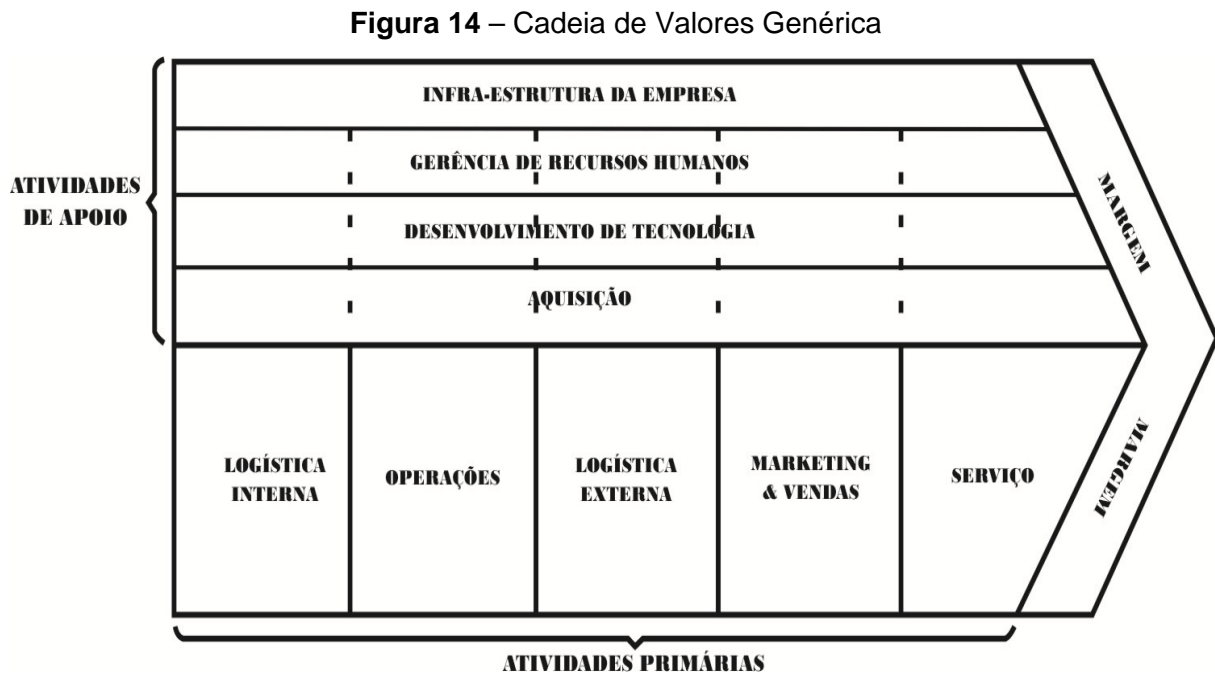 Figura 14 – Cadeia de Valores Genérica
INFRA-ESTRUTURA DA EMPRESA
GERÊNCIA DE RECURSOS HUMANOS
ATIVIDADES
DE APOIO
DESENVOLVIMENTO DE TECNOLOGIA
AQUISIÇÃO
MARGEM
LOGÍSTICA
INTERNA
OPERAÇÕES
LOGÍSTICA
EXTERNA
MARKETING
& VENDAS
SERVIÇO
MARGEM
ATIVIDADES PRIMÁRIAS